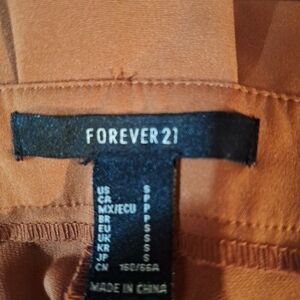 FOREVER 21
US S
CA P
MX/ECU P
BR P
EU S
UK S
KR S
JP S
CN 160/66A
MADE IN CHINA